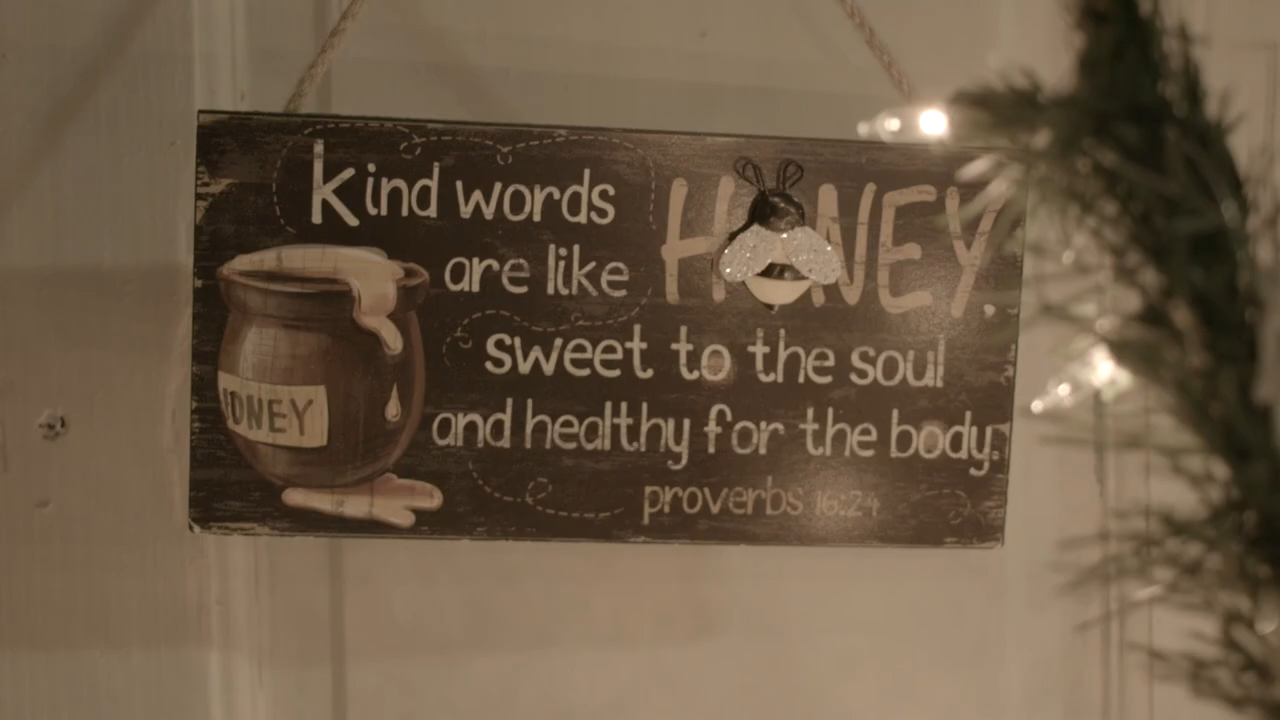 Kind words
are like HONEY.
sweet to the soul
and healthy for the body.
proverbs 16:24
HONEY